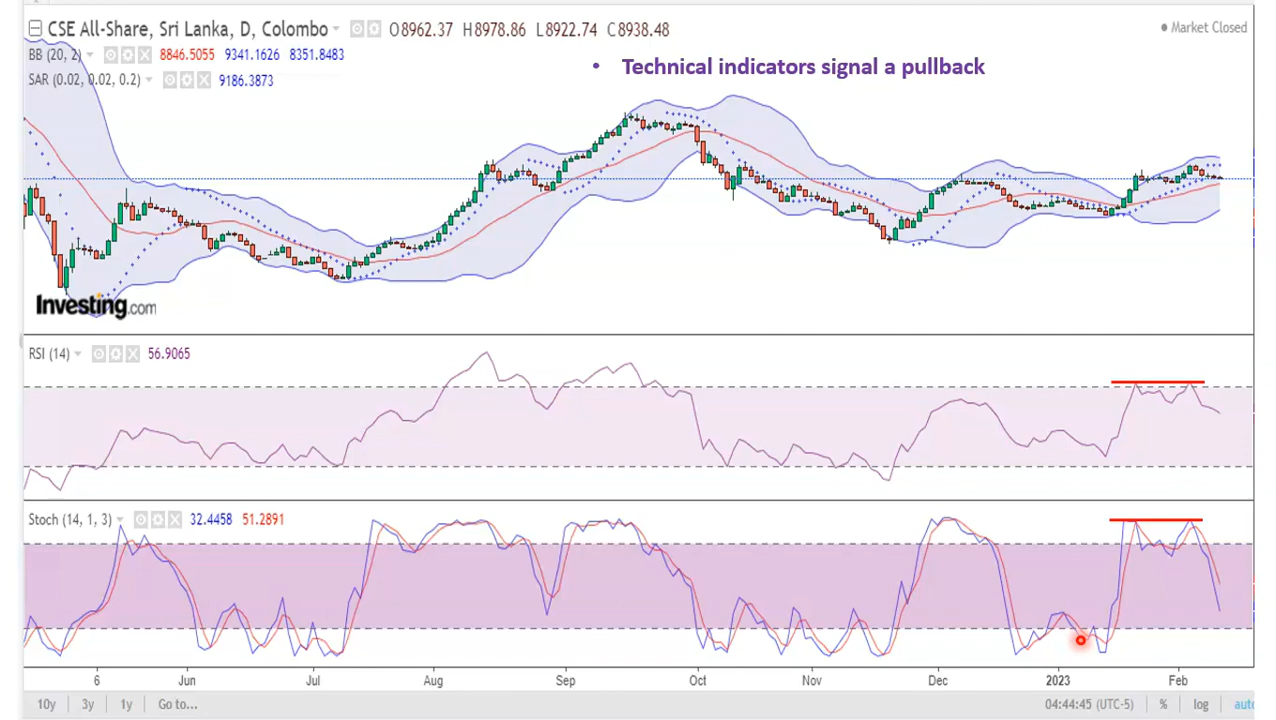 CSE All-Share, Sri Lanka, D, Colombo O8962.37 H8978.86 L8922.74 C8938.48 Market Closed
BB (20, 2) 8846.5055 9341.1626 8351.8483
• Technical indicators signal a pullback
SAR (0.02, 0.02, 0.2) 9186.3873
Investing.com
RSI (14) 56.9065
Stoch (14, 1, 3) 32.4458 51.2891
6 Jun Jul Aug Sep Oct Nov Dec 2023 Feb
10y 3y 1y Go to... 04:44:45 (UTC-5) % log auto